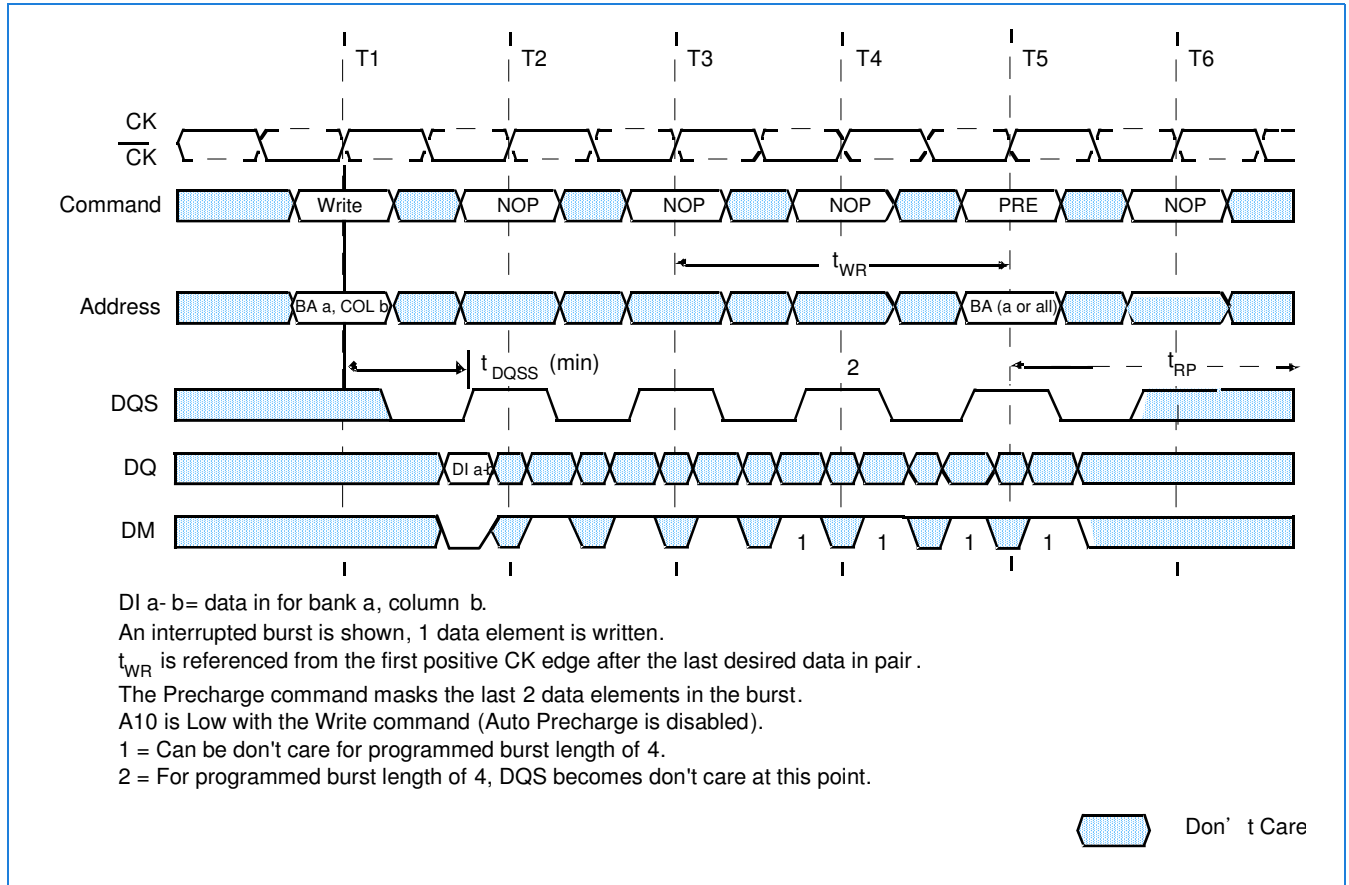 T1 T2 T3 T4 T5 T6
CK
CK
Command Write NOP NOP NOP PRE NOP
tWR
Address BA a, COL b BA (a or all)
tDQSS (min) 2 tRP
DQS
DQ DI a-b
DM 1 1 1 1
DI a- b= data in for bank a, column b.
An interrupted burst is shown, 1 data element is written.
tWR is referenced from the first positive CK edge after the last desired data in pair .
The Precharge command masks the last 2 data elements in the burst.
A10 is Low with the Write command (Auto Precharge is disabled).
1 = Can be don't care for programmed burst length of 4.
2 = For programmed burst length of 4, DQS becomes don't care at this point.
Don' t Care